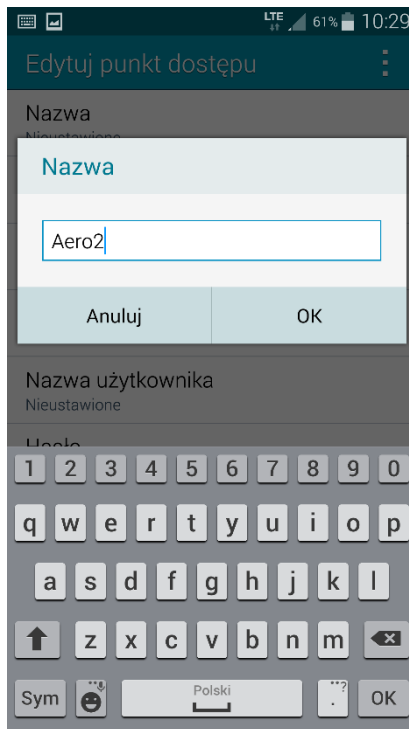 LTE 61% 10:29
Edytuj punkt dostępu
Nazwa
Nieustawione
Nazwa
Aero2
Anuluj OK
Nazwa użytkownika
Nieustawione
Hasło
1 2 3 4 5 6 7 8 9 0
q w e r t y u i o p
a s d f g h j k l
z x c v b n m
Sym Polski . ...? OK